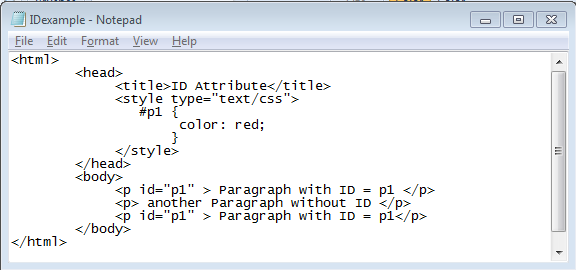 IDexample - Notepad
File Edit Format View Help
<html>
<head>
<title>ID Attribute</title>
<style type="text/css">
#p1 {
color: red;
}
</style>
</head>
<body>
<p id="p1" > Paragraph with ID = p1 </p>
<p> another Paragraph without ID </p>
<p id="p1" > Paragraph with ID = p1</p>
</body>
</html>